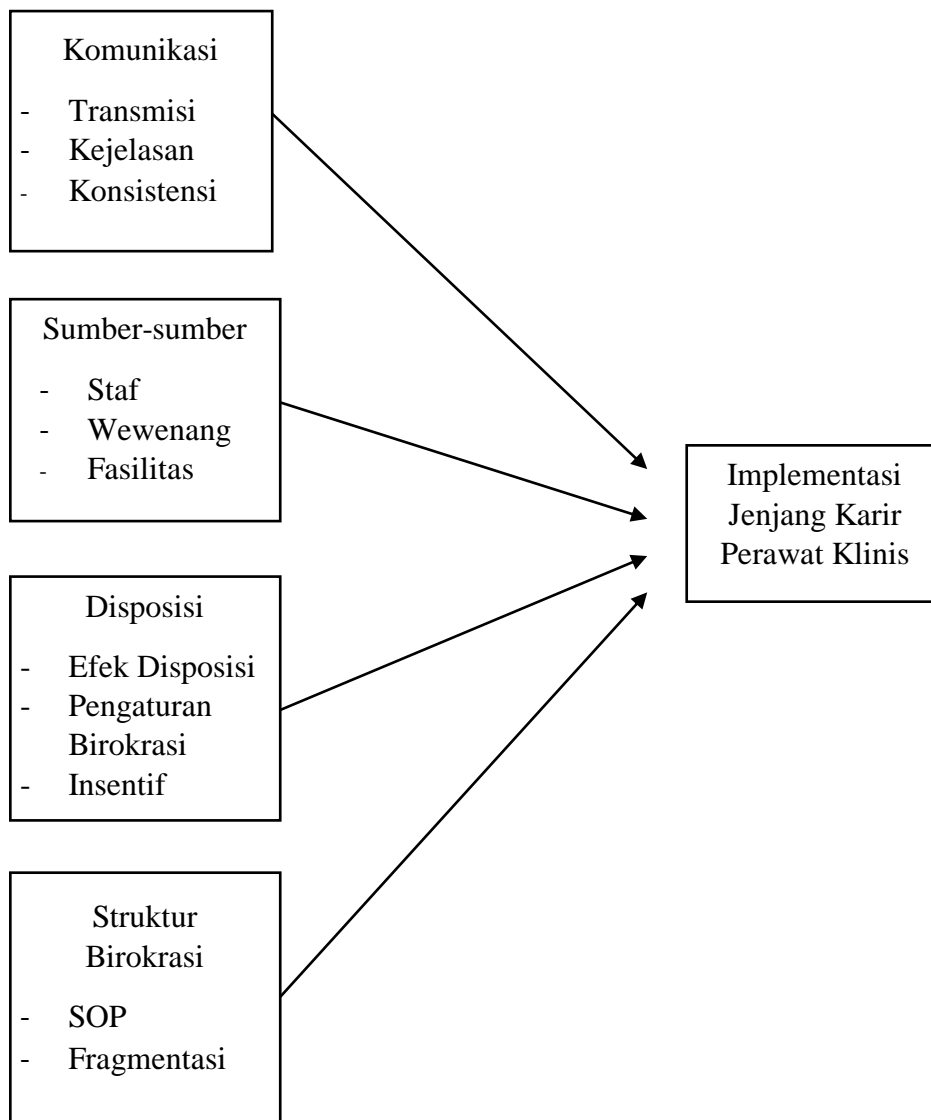 Komunikasi
- Transmisi
- Kejelasan
- Konsistensi
Sumber-sumber
- Staf
- Wewenang
- Fasilitas
Disposisi
- Efek Disposisi
- Pengaturan
Birokrasi
- Insentif
Struktur
Birokrasi
- SOP
- Fragmentasi
Implementasi
Jenjang Karir
Perawat Klinis